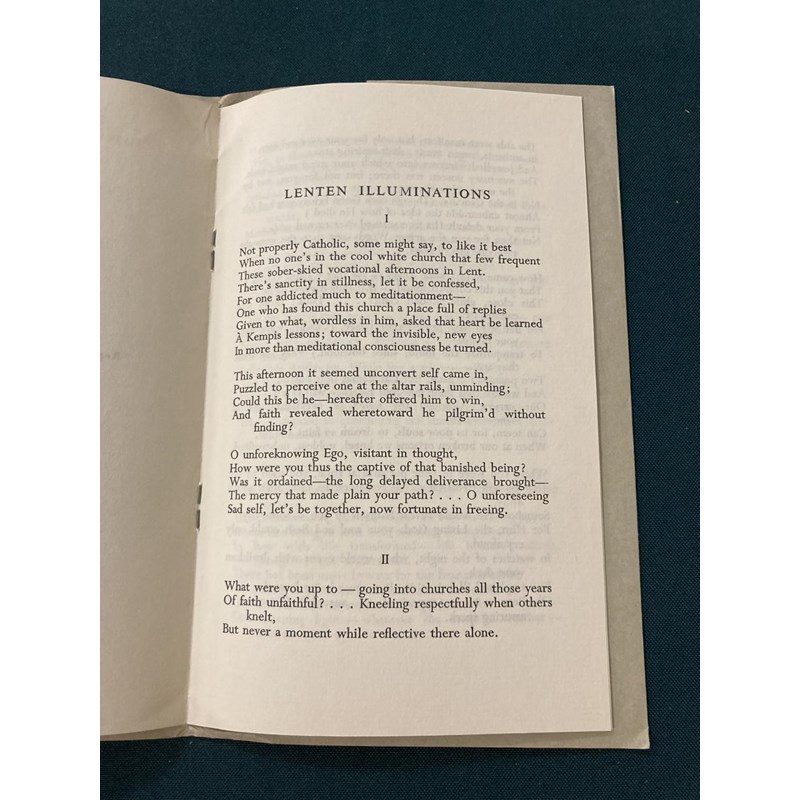 LENTEN ILLUMINATIONS
I
Not properly Catholic, some might say, to like it best
When no one's in the cool white church that few frequent
These sober-skied vocational afternoons in Lent.
There's sanctity in stillness, let it be confessed,
For one addicted much to meditationment—
One who has found this church a place full of replies
Given to what, wordless in him, asked that heart be learned
À Kempis lessons; toward the invisible, new eyes
In more than meditational consciousness be turned.
This afternoon it seemed unconvert self came in,
Puzzled to perceive one at the altar rails, unminding;
Could this be he—hereafter offered him to win,
And faith revealed wheretoward he pilgrim'd without
finding?
O unforeknowing Ego, visitant in thought,
How were you thus the captive of that banished being?
Was it ordained—the long delayed deliverance brought—
The mercy that made plain your path? . . . O unforeseeing
Sad self, let's be together, now fortunate in freeing.
II
What were you up to — going into churches all those years
Of faith unfaithful? . . . Kneeling respectfully when others
knelt,
But never a moment while reflective there alone.